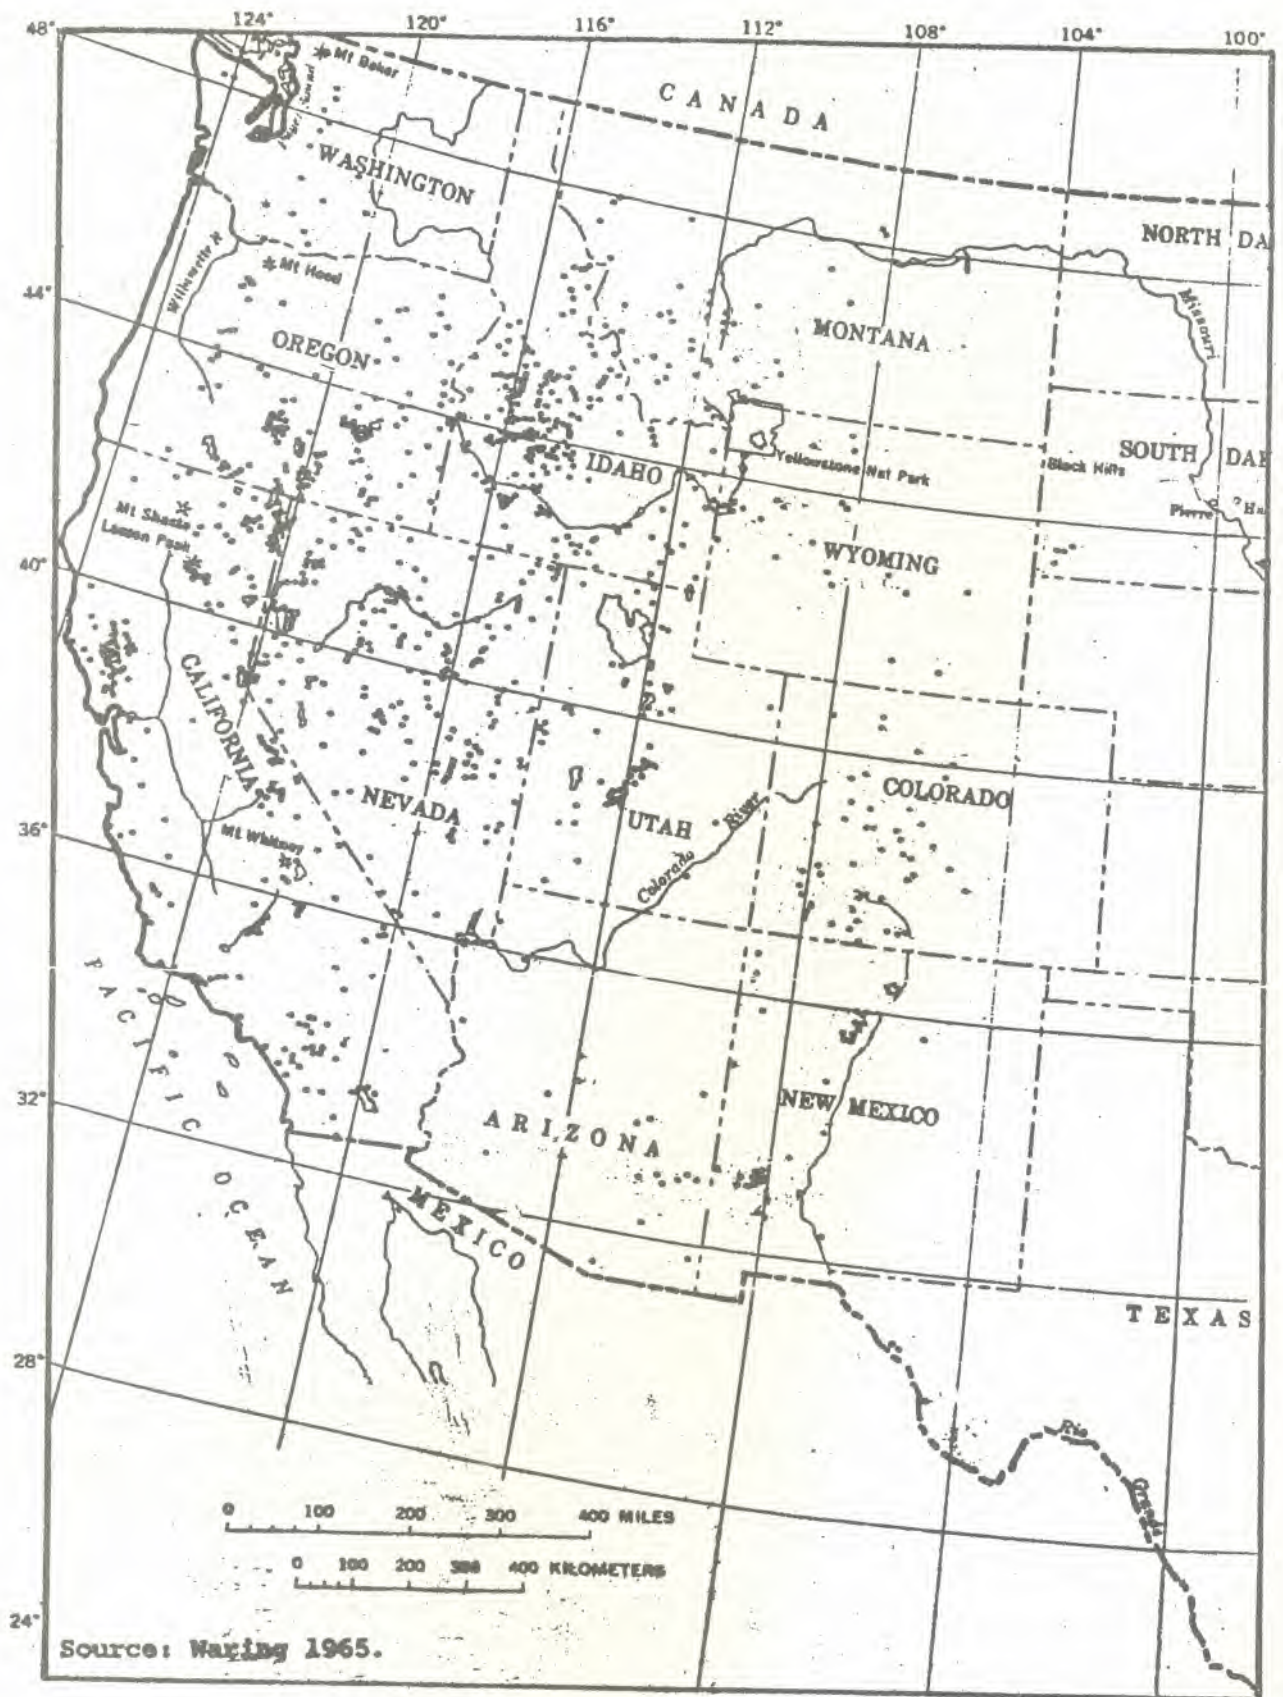 124° 120° 116° 112° 108° 104° 100°
48°
Mt Baker
CANADA
WASHINGTON
NORTH DA
Willamette R
Mt Hood
44°
OREGON
MONTANA
Missouri
IDAHO
Yellowstone Nat Park
Black Hills
SOUTH DAK
Pierre
Mt Shasta
Lassen Peak
WYOMING
40°
CALIFORNIA
NEVADA
UTAH
COLORADO
Colorado River
36°
Mt Whitney
PACIFIC OCEAN
32°
ARIZONA
NEW MEXICO
MEXICO
TEXAS
28°
Rio Grande
0 100 200 300 400 MILES
0 100 200 300 400 KILOMETERS
24°
Source: Waring 1965.